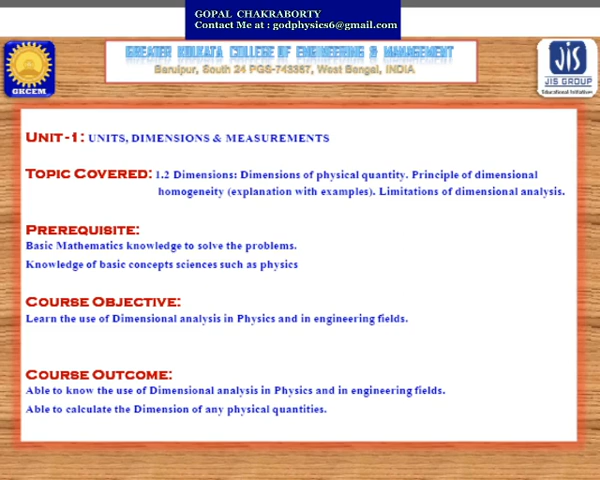 GOPAL CHAKRABORTY
Contact Me at : godphysics6@gmail.com
GREATER KOLKATA COLLEGE OF ENGINEERING & MANAGEMENT
Baruipur, South 24 PGS-743387, West Bengal, INDIA
GKCEM
JIS
JIS GROUP
Educational Initiatives
UNIT-1: UNITS, DIMENSIONS & MEASUREMENTS
TOPIC COVERED: 1.2 Dimensions: Dimensions of physical quantity. Principle of dimensional
homogeneity (explanation with examples). Limitations of dimensional analysis.
PREREQUISITE:
Basic Mathematics knowledge to solve the problems.
Knowledge of basic concepts sciences such as physics
COURSE OBJECTIVE:
Learn the use of Dimensional analysis in Physics and in engineering fields.
COURSE OUTCOME:
Able to know the use of Dimensional analysis in Physics and in engineering fields.
Able to calculate the Dimension of any physical quantities.